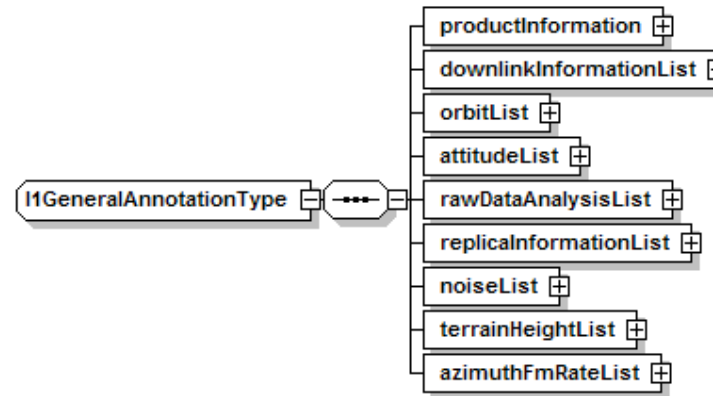 productInformation
downlinkInformationList
orbitList
attitudeList
l1GeneralAnnotationType
rawDataAnalysisList
replicaInformationList
noiseList
terrainHeightList
azimuthFmRateList